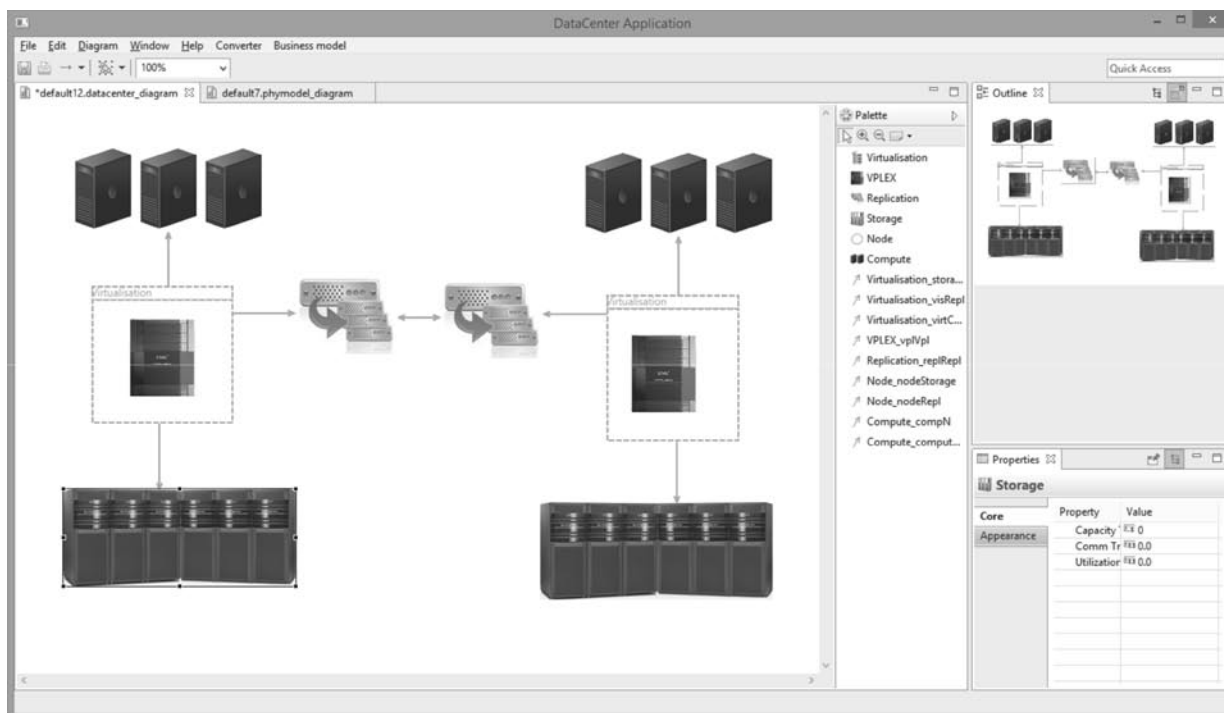 DataCenter Application
File Edit Diagram Window Help Converter Business model
100%
Quick Access
*default12.datacenter_diagram
default7.phymodel_diagram
Virtualisation
Virtualisation
Palette
Virtualisation
VPLEX
Replication
Storage
Node
Compute
Virtualisation_stora...
Virtualisation_visRepl
Virtualisation_virtC...
VPLEX_vplVpl
Replication_replRepl
Node_nodeStorage
Node_nodeRepl
Compute_compN
Compute_comput...
Outline
Properties
Storage
Core
Appearance
Property Value
Capacity 0
Comm Tr 0.0
Utilization 0.0